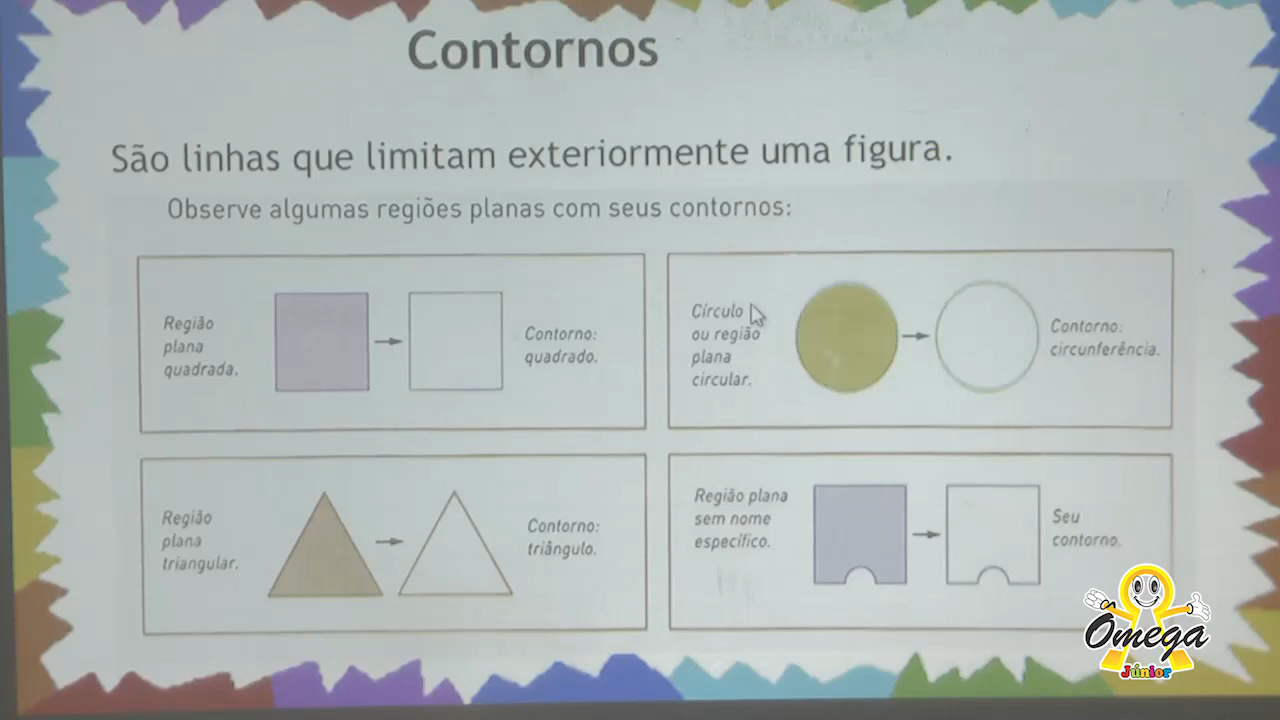 Contornos
São linhas que limitam exteriormente uma figura.
Observe algumas regiões planas com seus contornos:
Região
plana
quadrada.
Contorno:
quadrado.
Círculo
ou região
plana
circular.
Contorno:
circunferência.
Região
plana
triangular.
Contorno:
triângulo.
Região plana
sem nome
específico.
Seu
contorno.
Ômega
Júnior